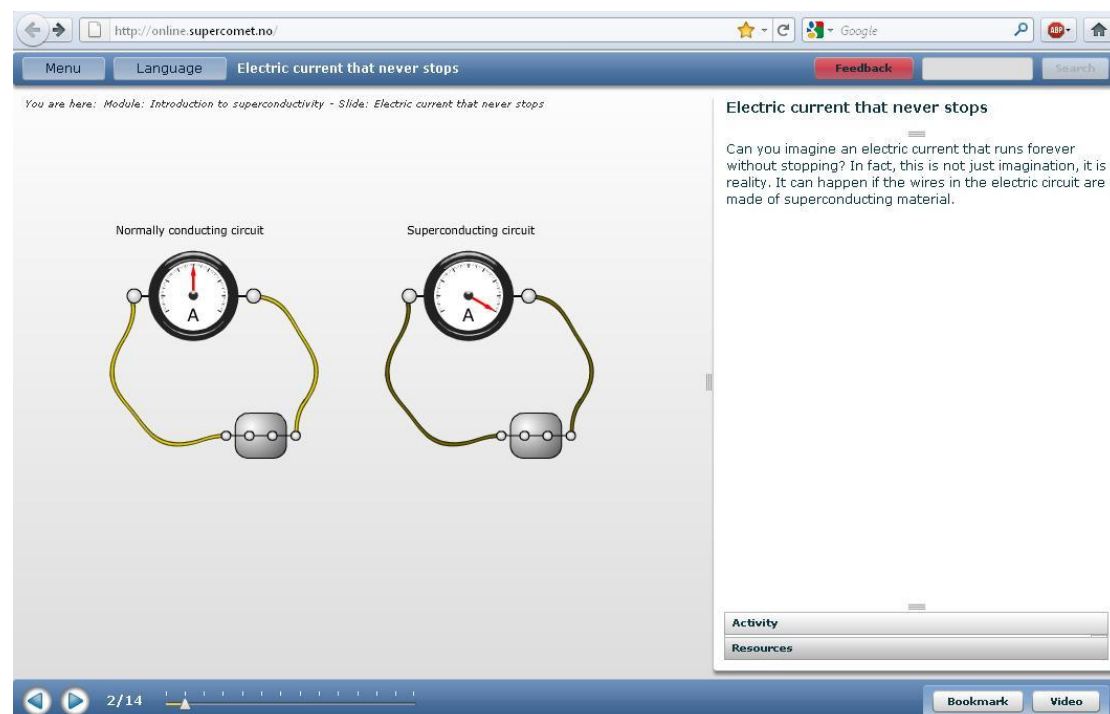 http://online.supercomet.no/
Google
ABP
Menu
Language
Electric current that never stops
Feedback
Search
You are here: Module: Introduction to superconductivity - Slide: Electric current that never stops
Electric current that never stops
Can you imagine an electric current that runs forever
without stopping? In fact, this is not just imagination, it is
reality. It can happen if the wires in the electric circuit are
made of superconducting material.
Normally conducting circuit
Superconducting circuit
A
A
Activity
Resources
2/14
Bookmark
Video